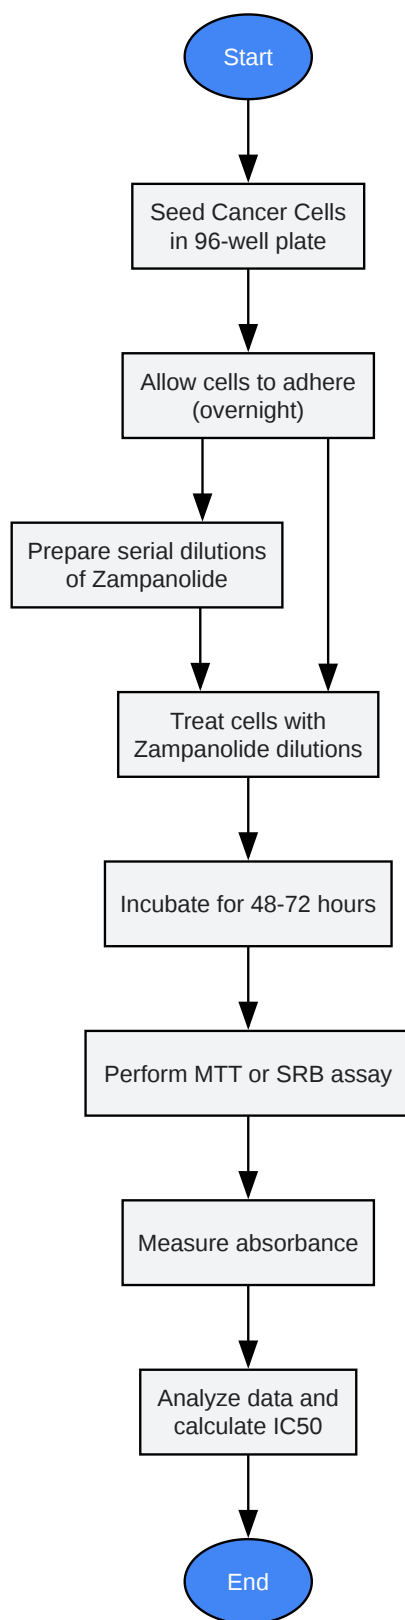 Start
Seed Cancer Cells
in 96-well plate
Allow cells to adhere
(overnight)
Prepare serial dilutions
of Zampanolide
Treat cells with
Zampanolide dilutions
Incubate for 48-72 hours
Perform MTT or SRB assay
Measure absorbance
Analyze data and
calculate IC50
End